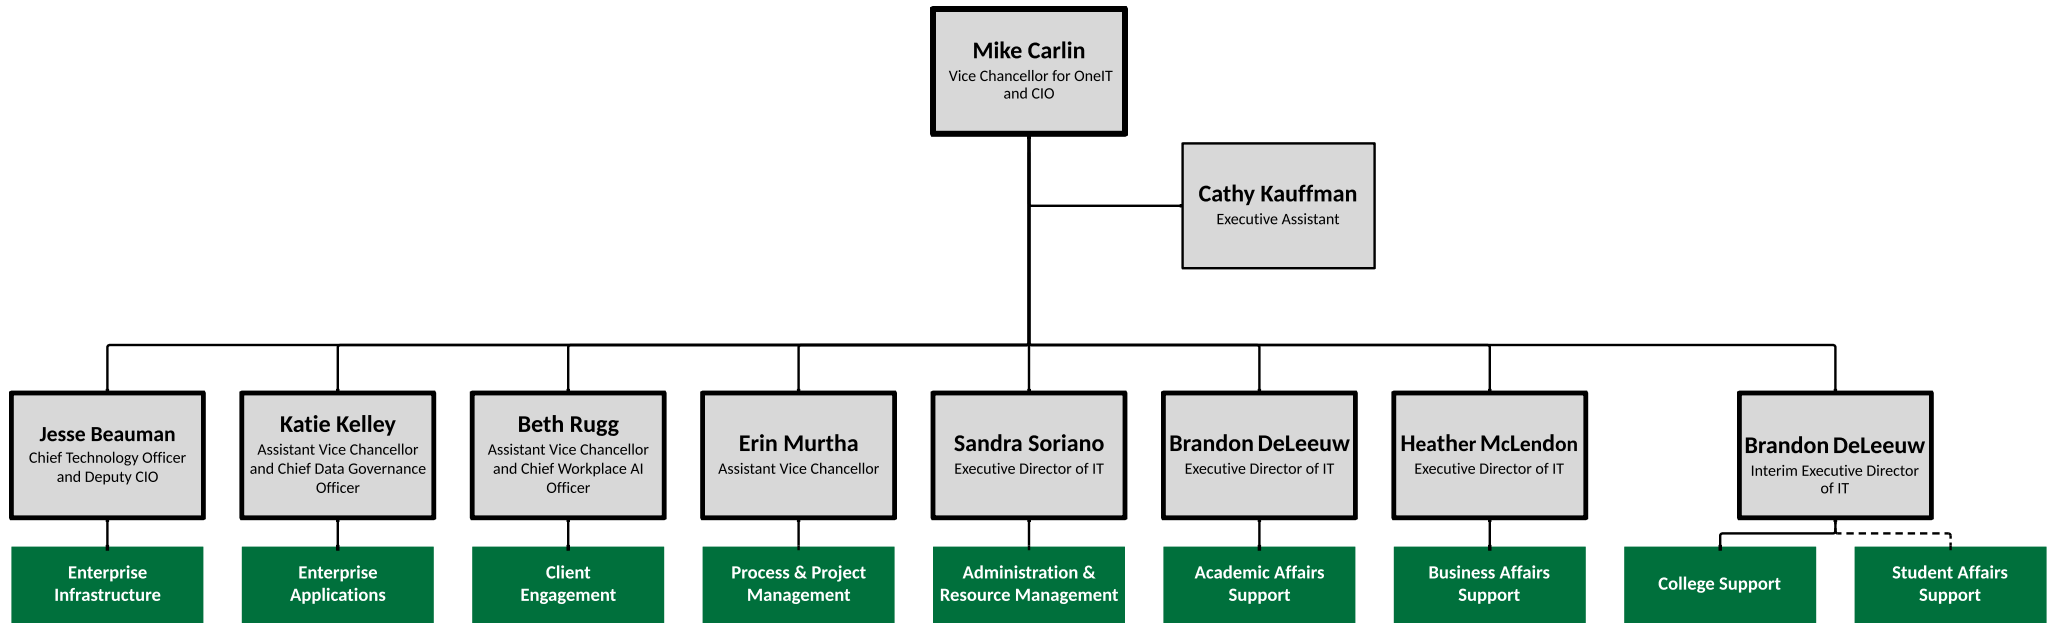 Mike Carlin
Vice Chancellor for OneIT
and CIO
Cathy Kauffman
Executive Assistant
Jesse Beauman
Chief Technology Officer
and Deputy CIO
Katie Kelley
Assistant Vice Chancellor
and Chief Data Governance
Officer
Beth Rugg
Assistant Vice Chancellor
and Chief Workplace AI
Officer
Erin Murtha
Assistant Vice Chancellor
Sandra Soriano
Executive Director of IT
Brandon DeLeeuw
Executive Director of IT
Heather McLendon
Executive Director of IT
Brandon DeLeeuw
Interim Executive Director
of IT
Enterprise
Infrastructure
Enterprise
Applications
Client
Engagement
Process & Project
Management
Administration &
Resource Management
Academic Affairs
Support
Business Affairs
Support
College Support
Student Affairs
Support